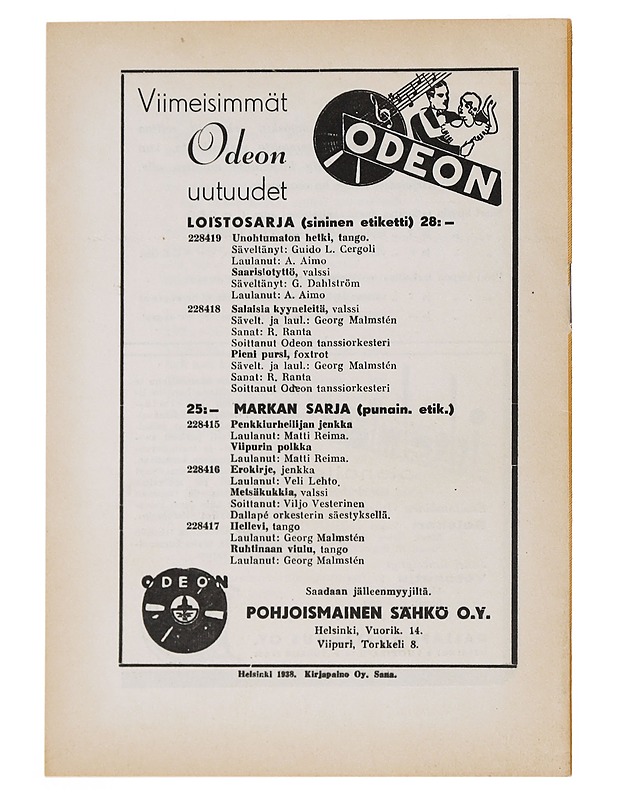 Viimeisimmät
Odeon
uutuudet
ODEON
LOISTOSARJA (sininen etiketti) 28: —
228419 Unohtumaton hetki, tango.
Säveltänyt: Guido L. Cergoli
Laulanut: A. Aimo
Saaristotyttö, valssi
Säveltänyt: G. Dahlström
Laulanut: A. Aimo
228418 Salaisia kyyneleitä, valssi
Sävelt. ja laul.: Georg Malmstén
Sanat: R. Ranta
Soittanut Odeon tanssiorkesteri
Pieni pursi, foxtrot
Sävelt. ja laul.: Georg Malmstén
Sanat: R. Ranta
Soittanut Odeon tanssiorkesteri
25: — MARKAN SARJA (punain. etik.)
228415 Penkkiurheilijan jenkka
Laulanut: Matti Reima.
Viipurin polkka
Laulanut: Matti Reima.
228416 Erokirje, jenkka
Laulanut: Veli Lehto.
Metsäkukkia, valssi
Soittanut: Viljo Vesterinen
Dallapé orkesterin säestyksellä.
228417 Hellevi, tango
Laulanut: Georg Malmstén
Ruhtinaan viulu, tango
Laulanut: Georg Malmstén
ODEON
Saadaan jälleenmyyjiltä.
POHJOISMAINEN SÄHKÖ O.Y.
Helsinki, Vuorik. 14.
Viipuri, Torkkeli 8.
Helsinki 1938. Kirjapaino Oy. Sana.